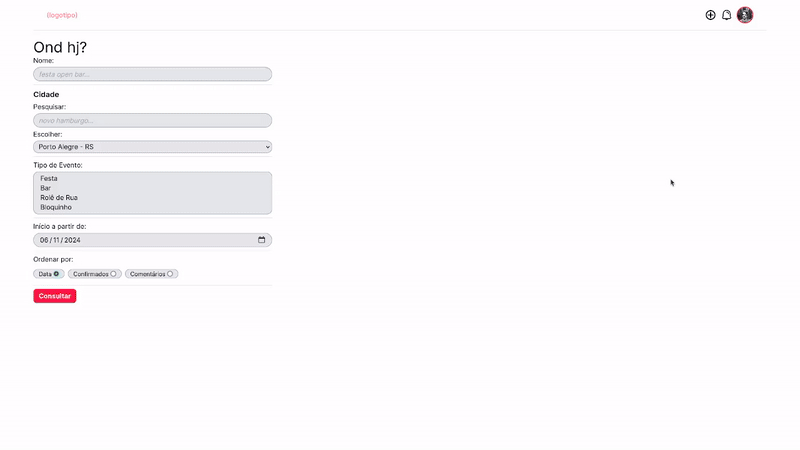 {logotipo}
Ond hj?
Nome:
festa open bar...
Cidade
Pesquisar:
novo hamburgo...
Escolher:
Porto Alegre - RS
Tipo de Evento:
Festa
Bar
Rolê de Rua
Bloquinho
Início a partir de:
06/11/2024
Ordenar por:
Data Confirmados Comentários
Consultar